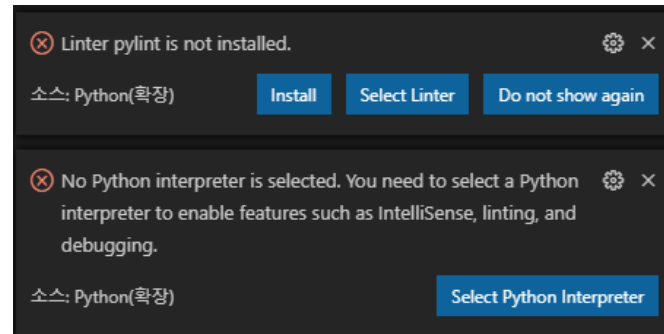 Linter pylint is not installed.
소스: Python(확장)
Install
Select Linter
Do not show again
No Python interpreter is selected. You need to select a Python
interpreter to enable features such as IntelliSense, linting, and
debugging.
소스: Python(확장)
Select Python Interpreter